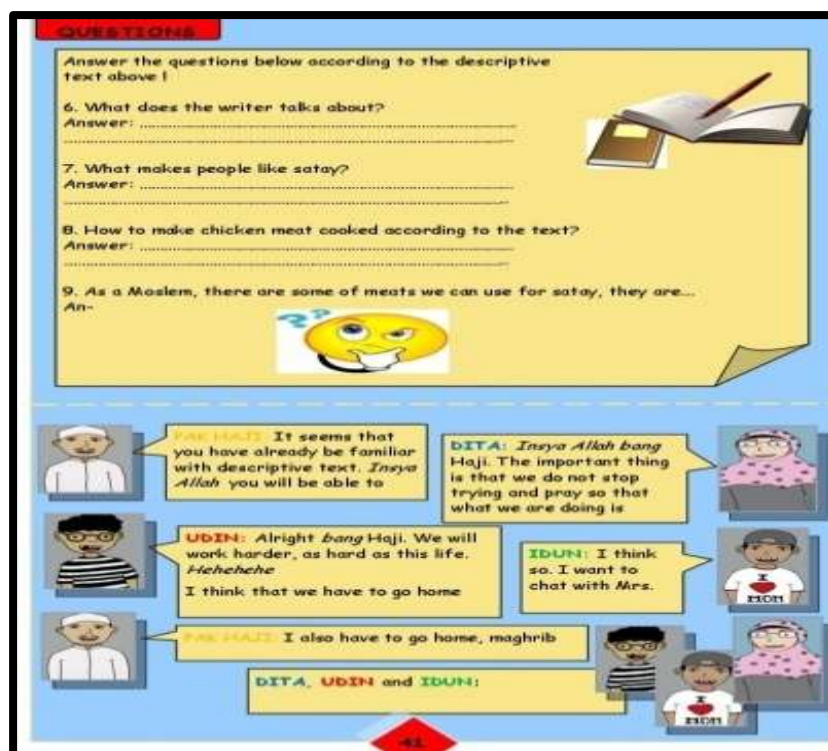 QUESTIONS
Answer the questions below according to the descriptive
text above !
6. What does the writer talks about?
Answer: ......................................................
......................................................
7. What makes people like satay?
Answer: ......................................................
......................................................
8. How to make chicken meat cooked according to the text?
Answer: ......................................................
......................................................
9. As a Moslem, there are some of meats we can use for satay, they are...
An-
PAK HAJI: It seems that
you have already be familiar
with descriptive text. Insya
Allah you will be able to
DITA: Insya Allah bang
Haji. The important thing
is that we do not stop
trying and pray so that
what we are doing is
UDIN: Alright bang Haji. We will
work harder, as hard as this life.
Hehehehe
I think that we have to go home
IDUN: I think
so. I want to
chat with Mrs.
I
MOM
PAK HAJI: I also have to go home, maghrib
DITA, UDIN and IDUN:
I
MOM
41